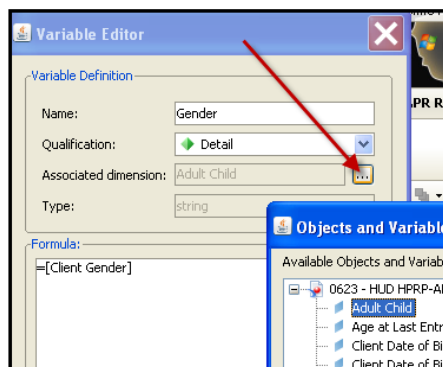 Variable Editor
PR R
Variable Definition
Name: Gender
Qualification: Detail
Associated dimension: Adult Child ...
Type: string
Formula:
=[Client Gender]
Objects and Variable
Available Objects and Variab
0623 - HUD HPRP-A
Adult Child
Age at Last Entr
Client Date of Bi
Client Date of Bi